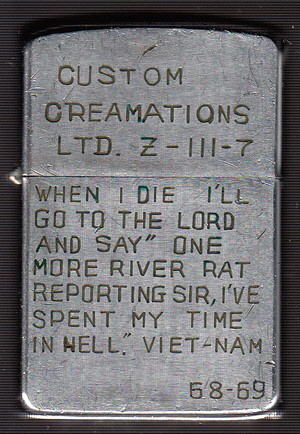 CUSTOM
CREAMATIONS
LTD. Z-III-7
WHEN I DIE I'LL
GO TO THE LORD
AND "SAY" ONE
MORE RIVER RAT
REPORTING SIR, I'VE
SPENT MY TIME
IN HELL." VIET-NAM
68-69